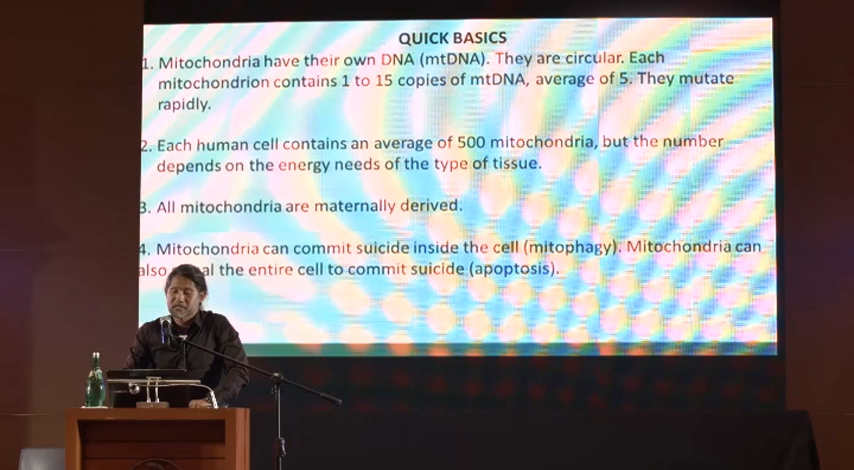 QUICK BASICS
1. Mitochondria have their own DNA (mtDNA). They are circular. Each
mitochondrion contains 1 to 15 copies of mtDNA, average of 5. They mutate
rapidly.
2. Each human cell contains an average of 500 mitochondria, but the number
depends on the energy needs of the type of tissue.
3. All mitochondria are maternally derived.
4. Mitochondria can commit suicide inside the cell (mitophagy). Mitochondria can
also al the entire cell to commit suicide (apoptosis).